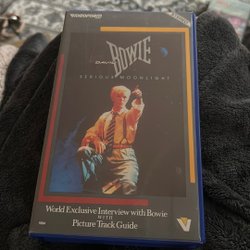 DAVID
BOWIE
SERIOUS MOONLIGHT
World Exclusive Interview with Bowie
WITH
Picture Track Guide